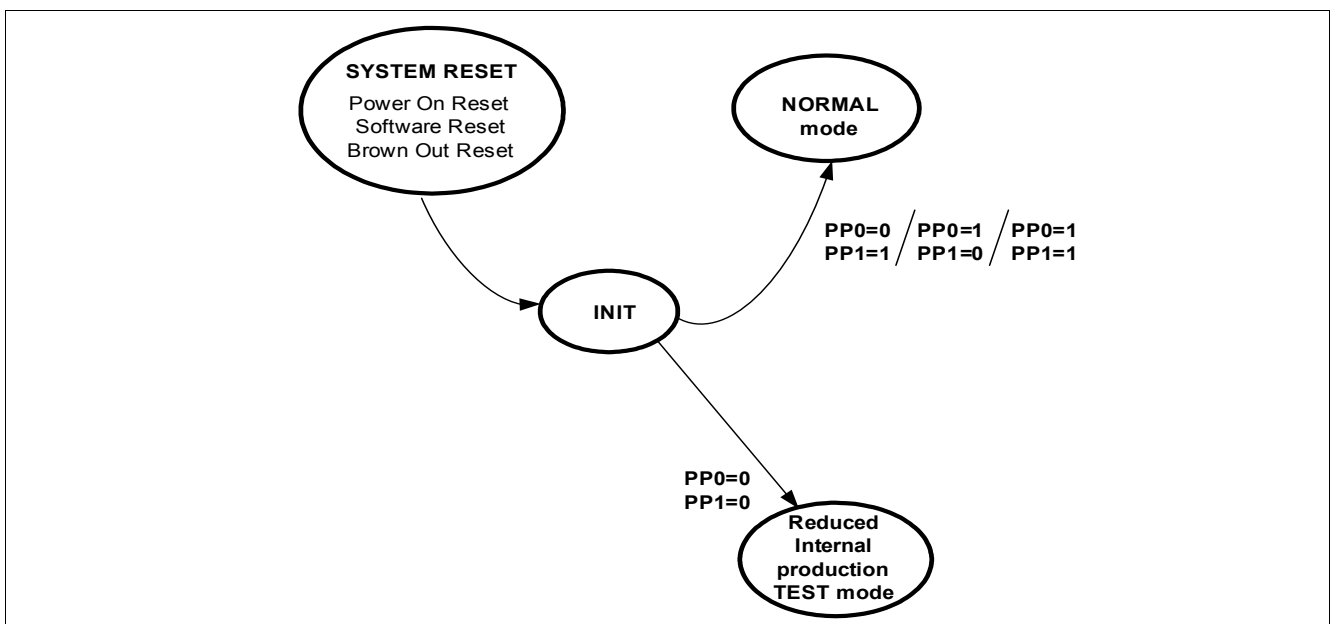 SYSTEM RESET
Power On Reset
Software Reset
Brown Out Reset
NORMAL
mode
PP0=0 / PP0=1 / PP0=1
PP1=1 / PP1=0 / PP1=1
INIT
PP0=0
PP1=0
Reduced
Internal
production
TEST mode